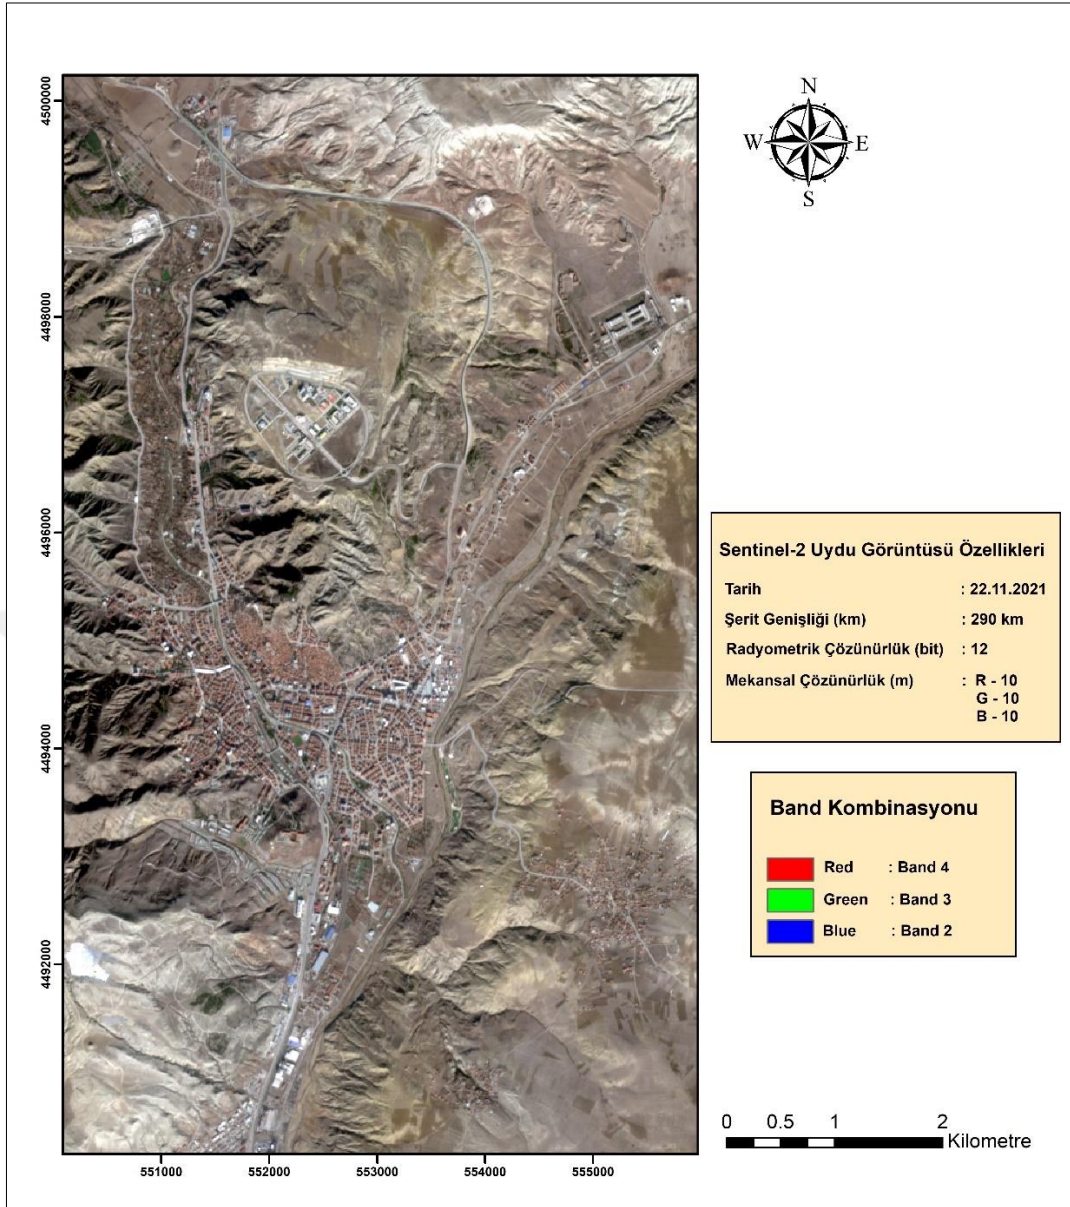 N
W E
S
4500000
4498000
4496000
4494000
4492000
551000 552000 553000 554000 555000
Sentinel-2 Uydu Görüntüsü Özellikleri
Tarih : 22.11.2021
Şerit Genişliği (km) : 290 km
Radyometrik Çözünürlük (bit) : 12
Mekansal Çözünürlük (m) : R - 10
G - 10
B - 10
Band Kombinasyonu
Red : Band 4
Green : Band 3
Blue : Band 2
0 0.5 1 2
Kilometre